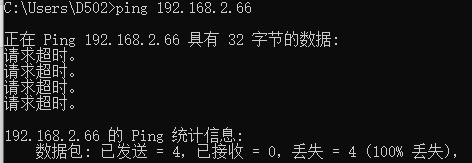 C:\Users\D502>ping 192.168.2.66
正在 Ping 192.168.2.66 具有 32 字节的数据:
请求超时。
请求超时。
请求超时。
请求超时。
192.168.2.66 的 Ping 统计信息:
数据包: 已发送 = 4, 已接收 = 0, 丢失 = 4 (100% 丢失),